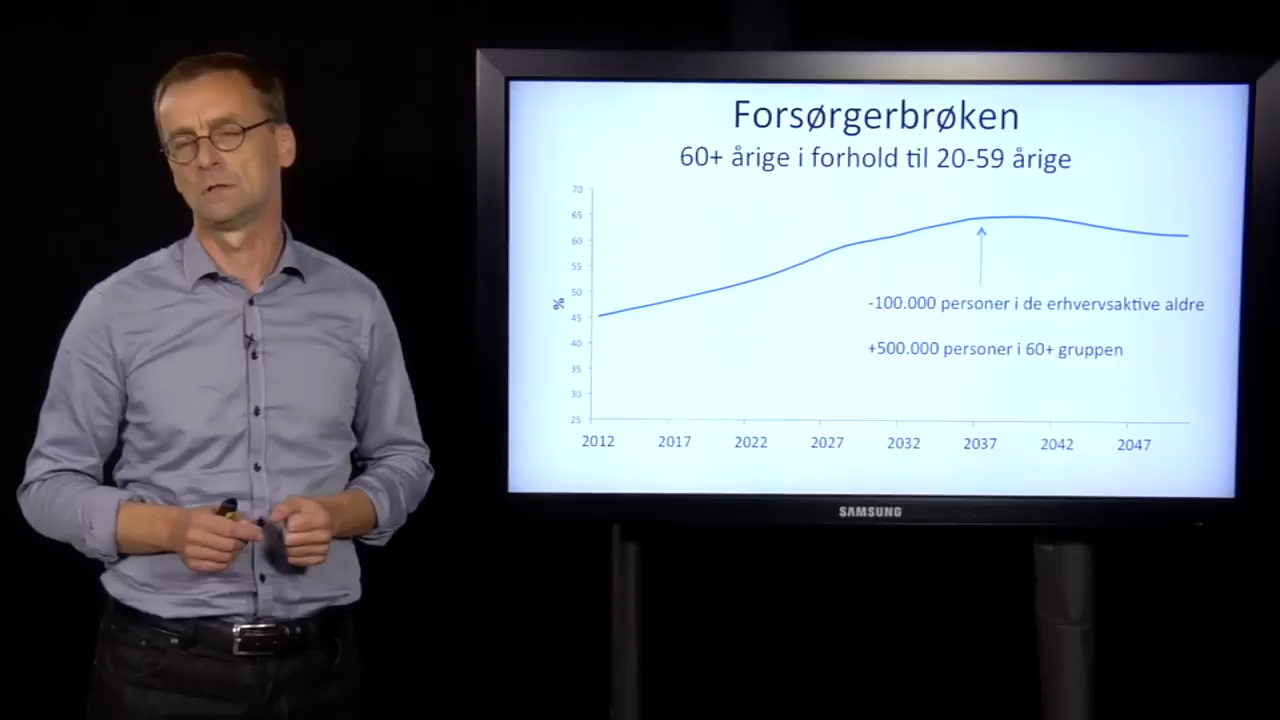 Forsørgerbrøken
60+ årige i forhold til 20-59 årige
70
65
60
55
50
45
40
35
30
25
%
-100.000 personer i de erhvervsaktive aldre
+500.000 personer i 60+ gruppen
2012 2017 2022 2027 2032 2037 2042 2047
SAMSUNG